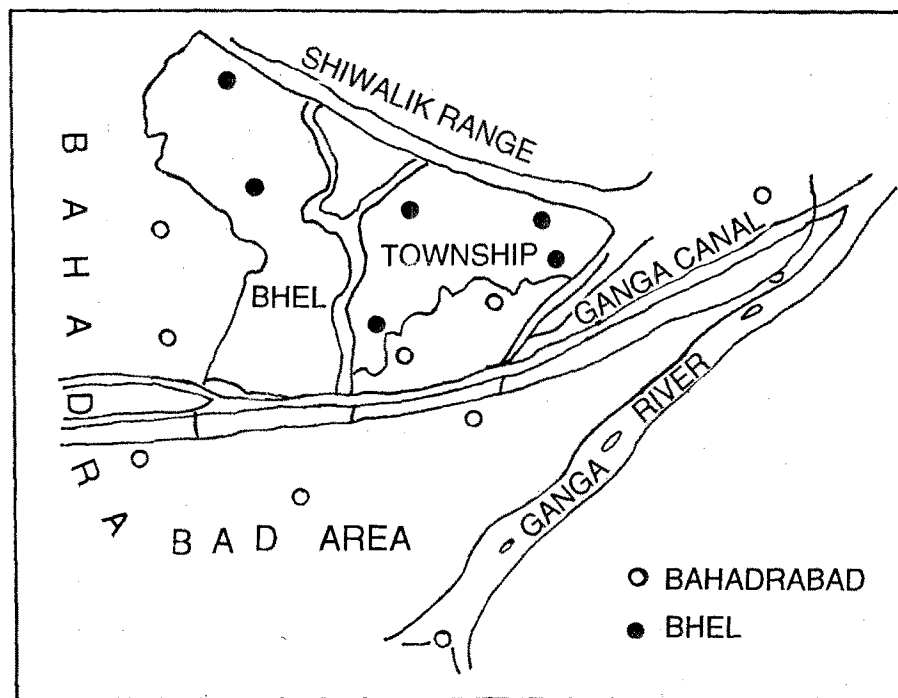 SHIWALIK RANGE
BAHADRABAD AREA
TOWNSHIP
BHEL
GANGA CANAL
GANGA RIVER
BAHADRABAD
BHEL